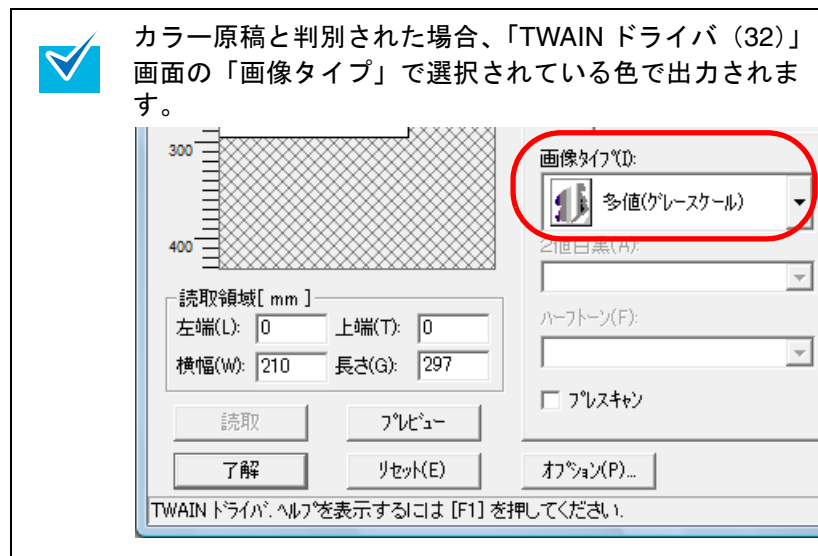 カラー原稿と判別された場合、「TWAIN ドライバ（32）」
画面の「画像タイプ」で選択されている色で出力されま
す。
300
400
画像ﾀｲﾌﾟ(I):
多値(ｸﾞﾚｰｽｹｰﾙ)
2値白黒(A):
ﾊｰﾌﾄｰﾝ(F):
読取領域[ mm ]
左端(L): 0 上端(T): 0
横幅(W): 210 長さ(G): 297
ﾌﾟﾚｽｷｬﾝ
読取 ﾌﾟﾚﾋﾞｭｰ
了解 ﾘｾｯﾄ(E) ｵﾌﾟｼｮﾝ(P)...
TWAIN ﾄﾞﾗｲﾊﾞ. ﾍﾙﾌﾟを表示するには [F1] を押してください.